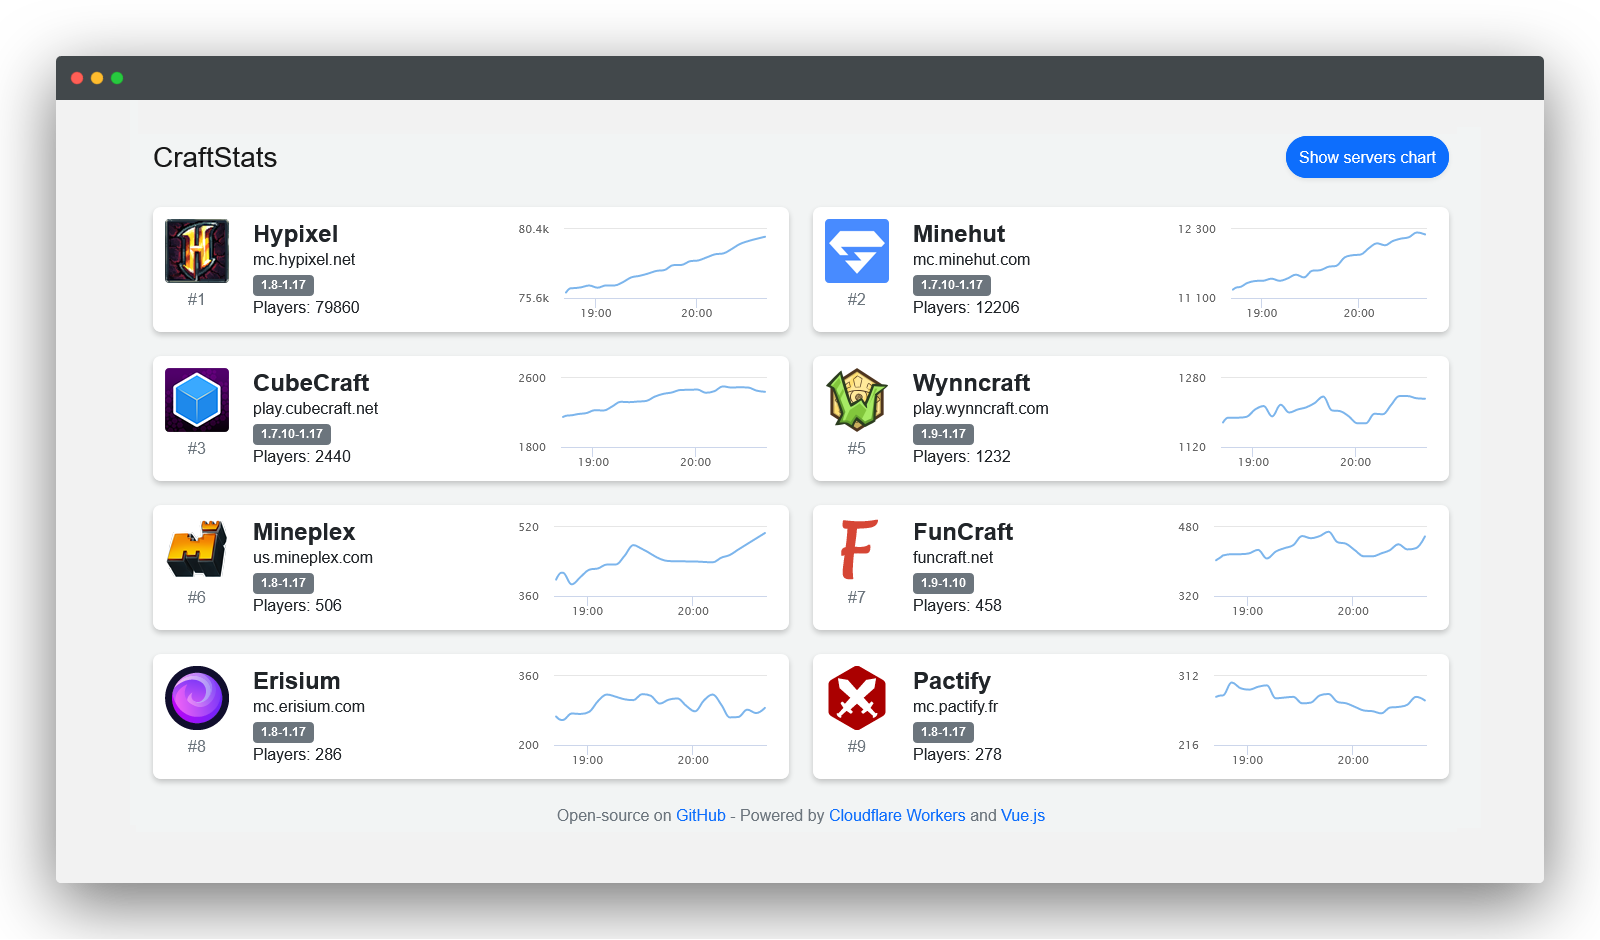 CraftStats
Show servers chart
Hypixel
mc.hypixel.net
1.8-1.17
Players: 79860
#1
80.4k
75.6k
19:00 20:00
Minehut
mc.minehut.com
1.7.10-1.17
Players: 12206
#2
12 300
11 100
19:00 20:00
CubeCraft
play.cubecraft.net
1.7.10-1.17
Players: 2440
#3
2600
1800
19:00 20:00
Wynncraft
play.wynncraft.com
1.9-1.17
Players: 1232
#5
1280
1120
19:00 20:00
Mineplex
us.mineplex.com
1.8-1.17
Players: 506
#6
520
360
19:00 20:00
FunCraft
funcraft.net
1.9-1.10
Players: 458
#7
480
320
19:00 20:00
Erisium
mc.erisium.com
1.8-1.17
Players: 286
#8
360
200
19:00 20:00
Pactify
mc.pactify.fr
1.8-1.17
Players: 278
#9
312
216
19:00 20:00
Open-source on GitHub - Powered by Cloudflare Workers and Vue.js